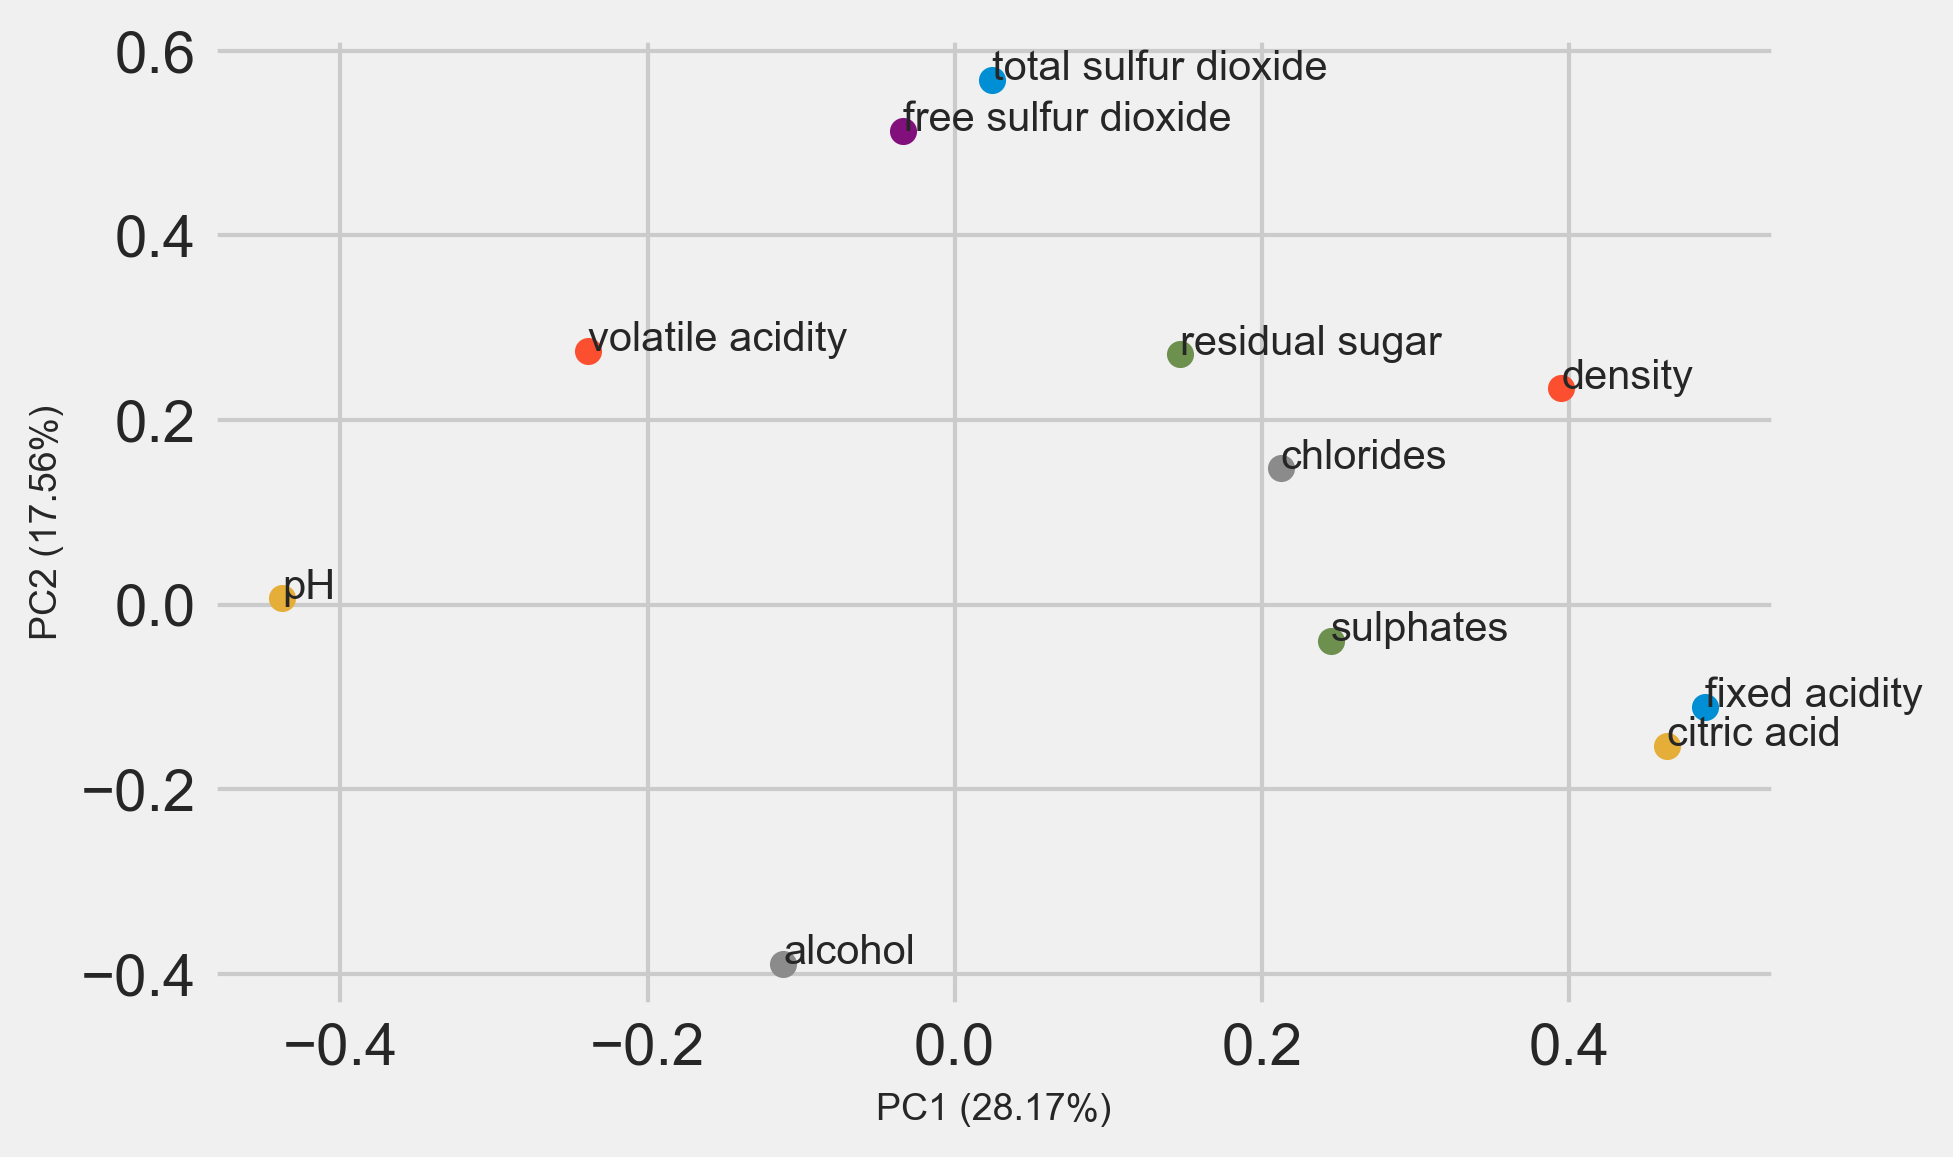 0.6
total sulfur dioxide
free sulfur dioxide
0.4
volatile acidity
residual sugar
density
0.2
chlorides
PC2 (17.56%)
pH
0.0
sulphates
fixed acidity
citric acid
−0.2
alcohol
−0.4
−0.4 −0.2 0.0 0.2 0.4
PC1 (28.17%)